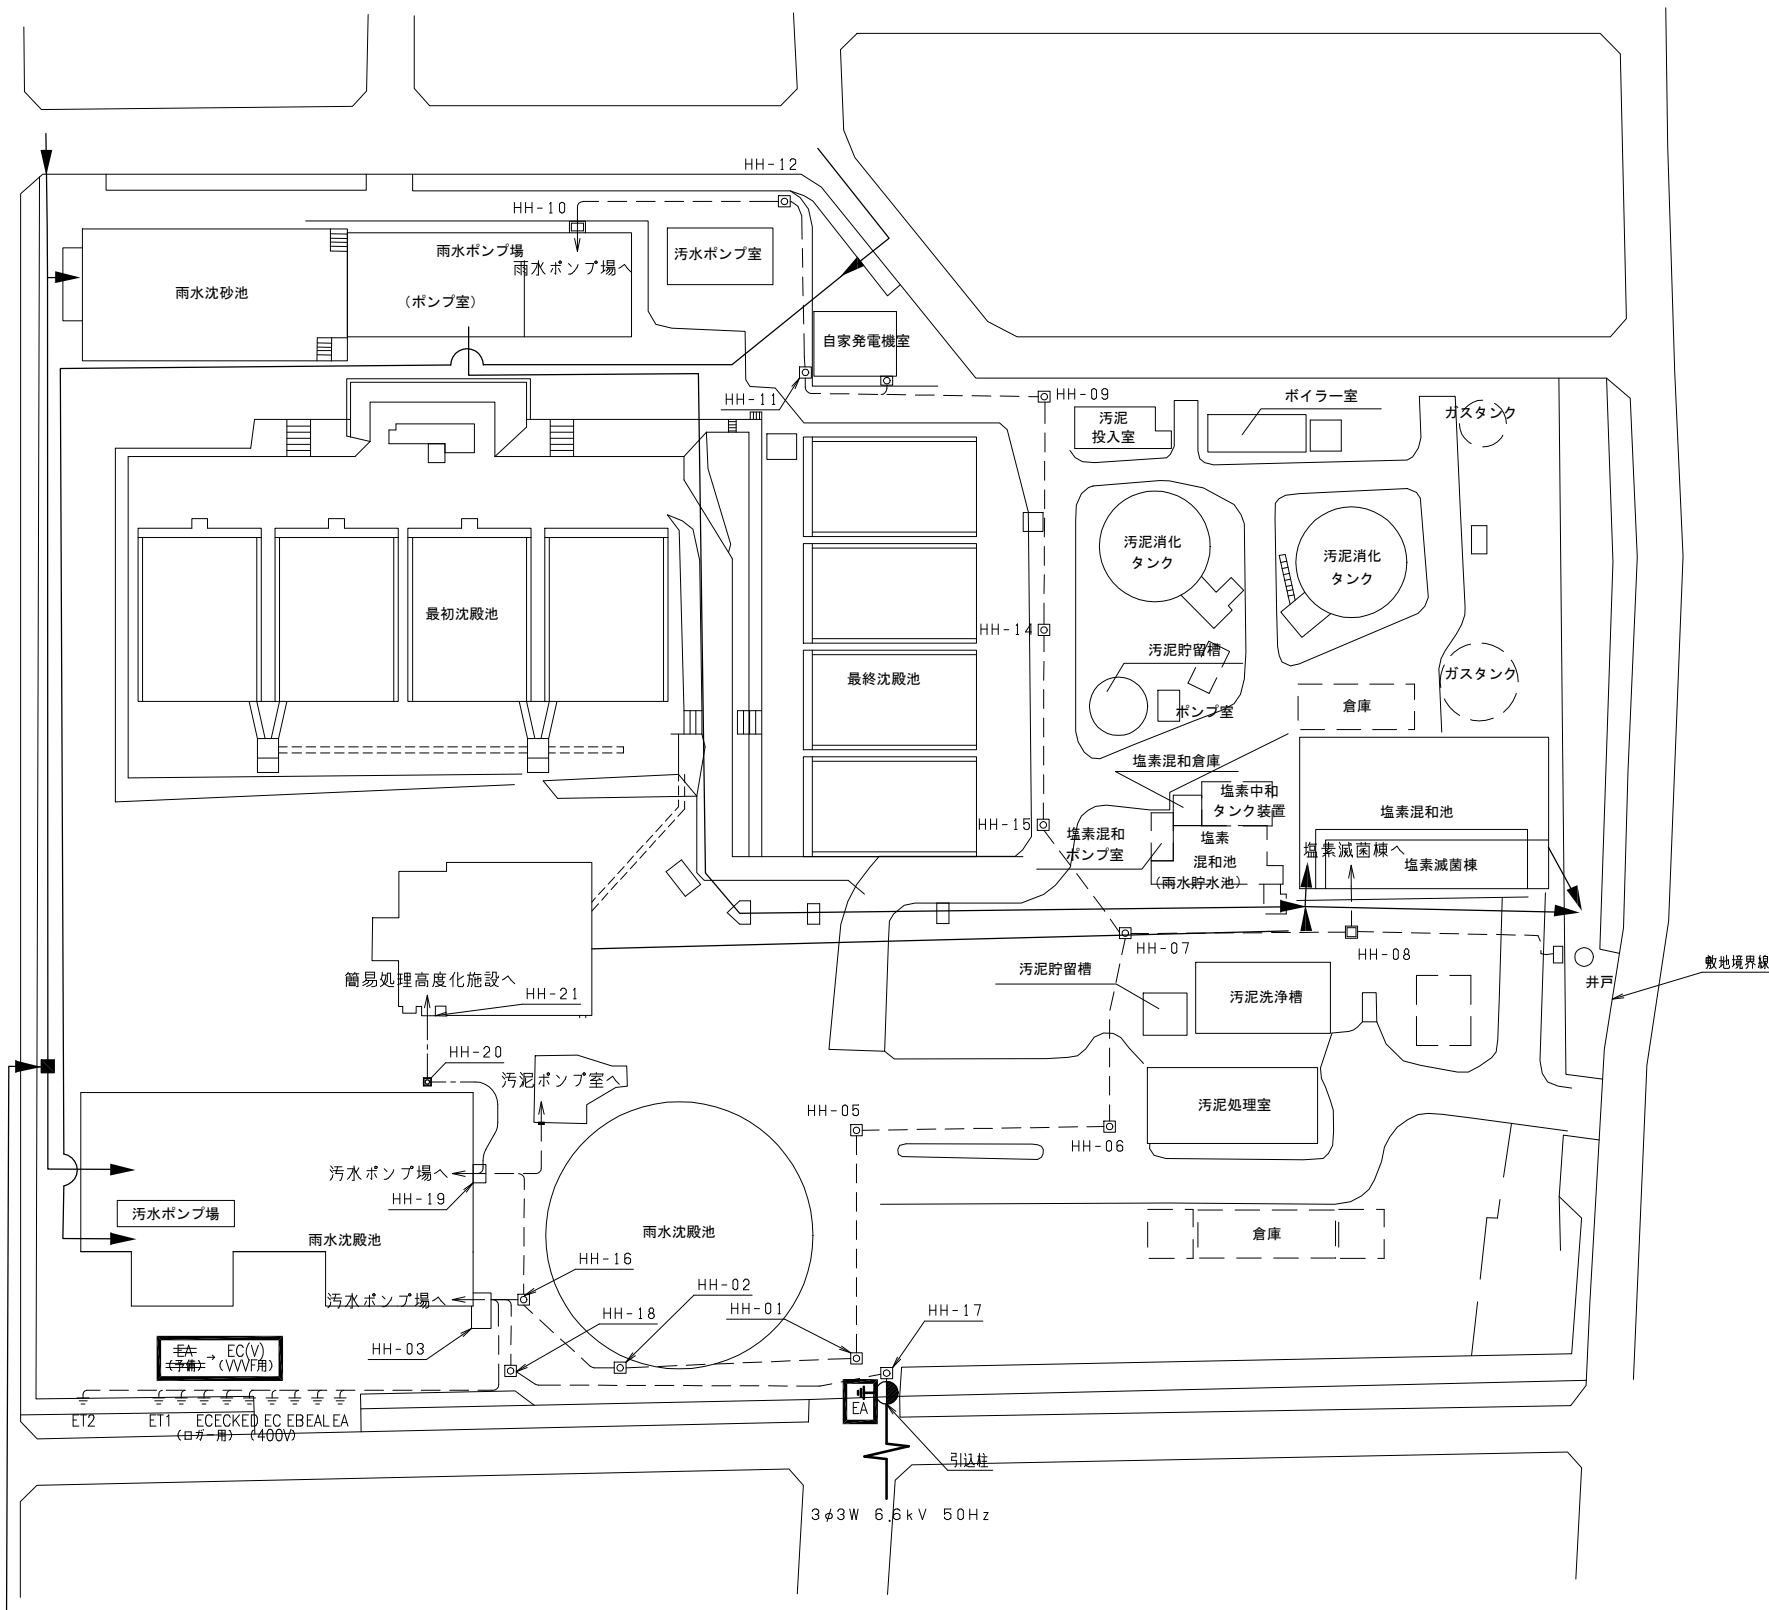 HH-12
HH-10
雨水ポンプ場
汚水ポンプ室
雨水ポンプ場へ
雨水沈砂池
(ポンプ室)
自家発電機室
HH-11
HH-09
ボイラー室
ガスタンク
汚泥
投入室
汚泥消化
タンク
汚泥消化
タンク
最初沈殿池
HH-14
汚泥貯留槽
最終沈殿池
ガスタンク
ポンプ室
倉庫
塩素混和倉庫
塩素中和
タンク装置
塩素混和池
HH-15
塩素混和
ポンプ室
塩素
混和池
(雨水貯水池)
塩素滅菌棟へ
塩素滅菌棟
HH-07
HH-08
敷地境界線
汚泥貯留槽
簡易処理高度化施設へ
HH-21
汚泥洗浄槽
井戸
HH-20
汚泥ポンプ室へ
HH-05
汚泥処理室
HH-06
汚水ポンプ場へ
HH-19
汚水ポンプ場
雨水沈殿池
雨水沈殿池
倉庫
HH-16
HH-02
汚水ポンプ場へ
HH-18
HH-01
HH-17
HH-03
EA → EC(V)
(予備) (VVVF用)
EA
ET2 ET1 EC ECK ED EC EB EAL EA
(ロガー用) (400V)
引込柱
3φ3W 6.6kV 50Hz